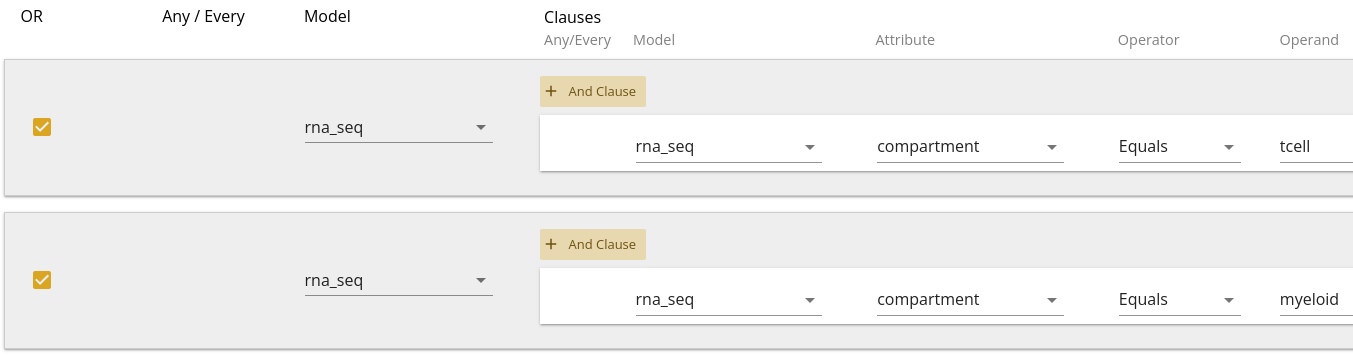 OR Any / Every Model Clauses
Any/Every Model Attribute Operator Operand
+ And Clause
rna_seq
rna_seq compartment Equals tcell
+ And Clause
rna_seq
rna_seq compartment Equals myeloid